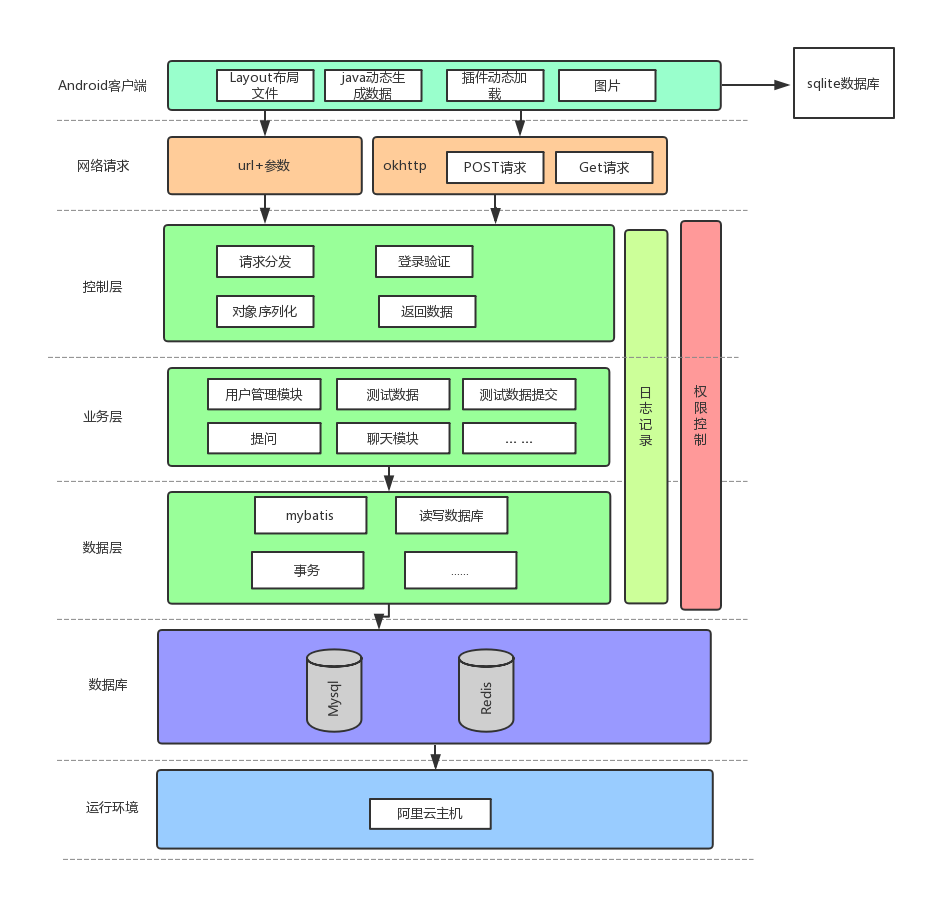 Android客户端
Layout布局
文件
java动态生
成数据
插件动态加
载
图片
sqlite数据库
网络请求
url+参数
okhttp
POST请求
Get请求
控制层
请求分发
登录验证
对象序列化
返回数据
日
志
记
录
权
限
控
制
业务层
用户管理模块
测试数据
测试数据提交
提问
聊天模块
... ...
数据层
mybatis
读写数据库
事务
......
数据库
Mysql
Redis
运行环境
阿里云主机